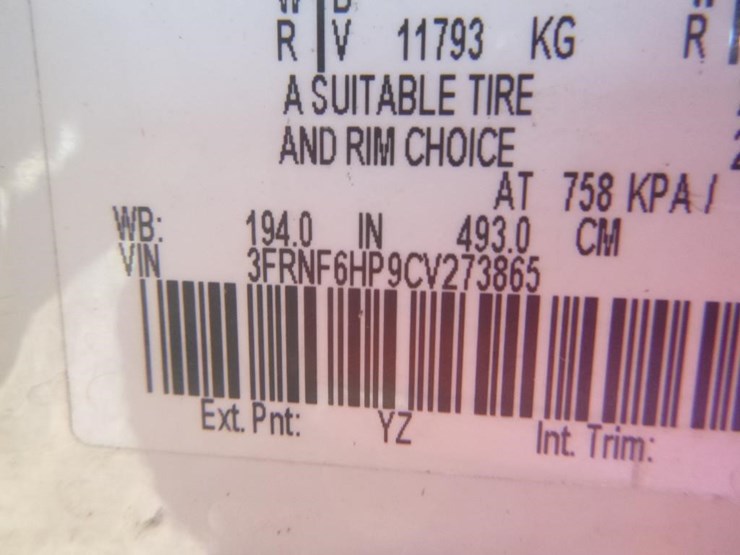 R V 11793 KG R
A SUITABLE TIRE
AND RIM CHOICE
AT 758 KPA /
WB: 194.0 IN 493.0 CM
VIN 3FRNF6HP9CV273865
Ext. Pnt: YZ Int. Trim: